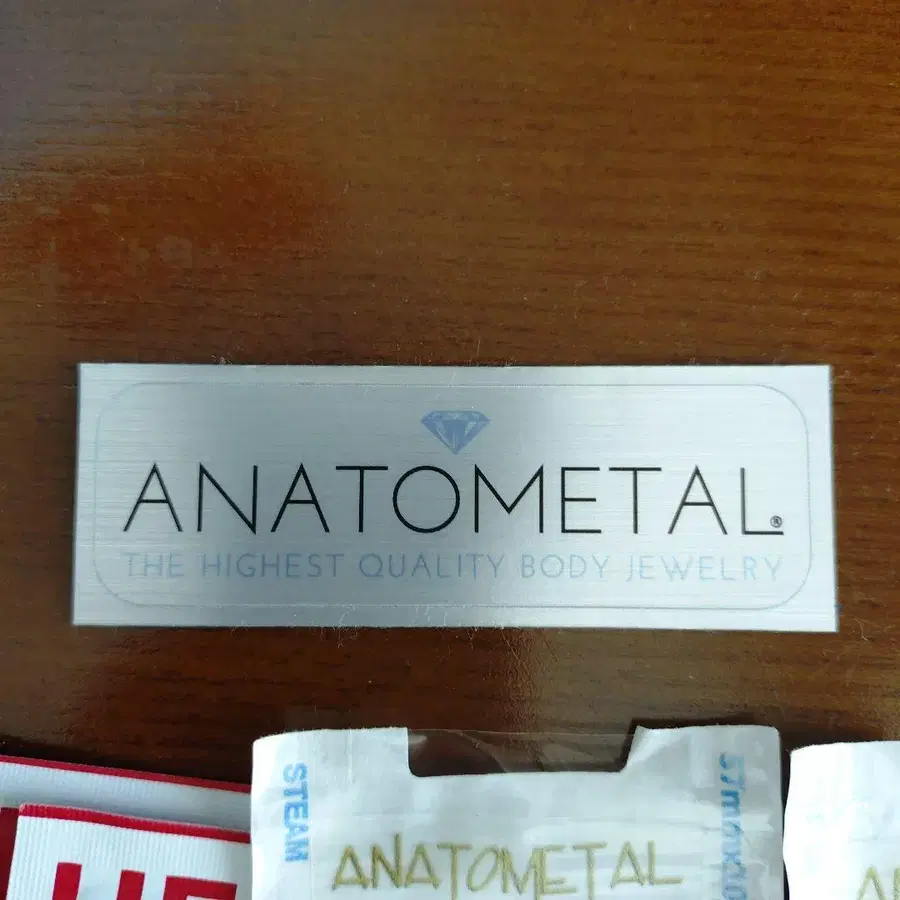 ANATOMETAL®
THE HIGHEST QUALITY BODY JEWELRY
STEAM
ANATOMETAL